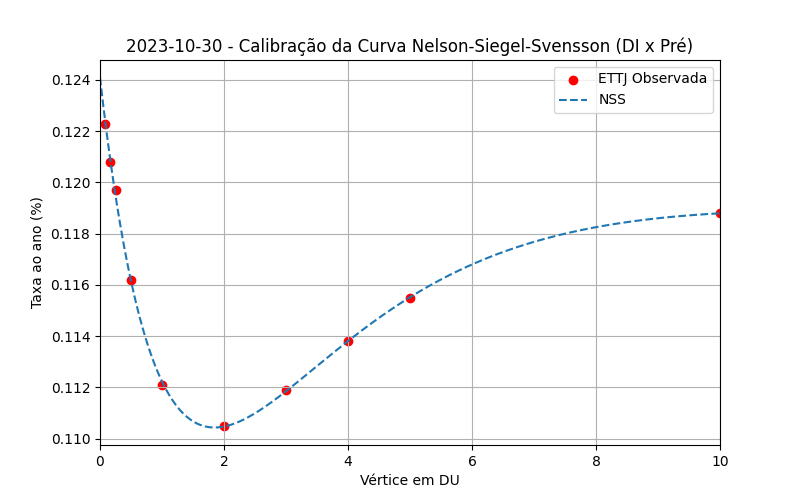 2023-10-30 - Calibração da Curva Nelson-Siegel-Svensson (DI x Pré)
ETTJ Observada
NSS
Taxa ao ano (%)
0.124
0.122
0.120
0.118
0.116
0.114
0.112
0.110
0 2 4 6 8 10
Vértice em DU